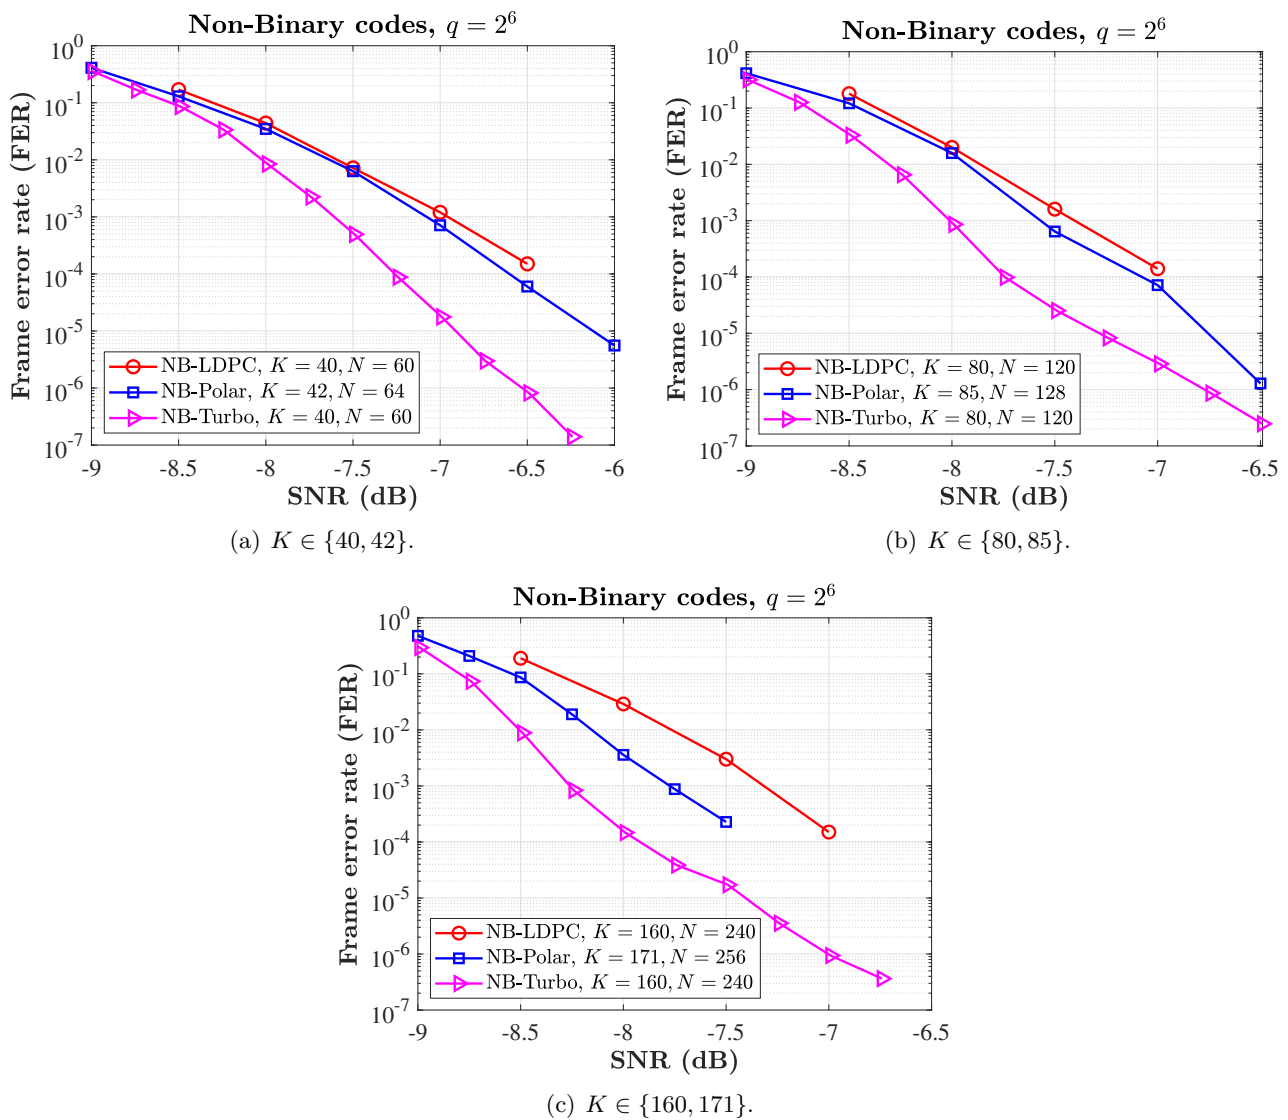 Non-Binary codes, q = 2^6
Frame error rate (FER)
10^0
10^-1
10^-2
10^-3
10^-4
10^-5
10^-6
10^-7
NB-LDPC, K = 40, N = 60
NB-Polar, K = 42, N = 64
NB-Turbo, K = 40, N = 60
-9 -8.5 -8 -7.5 -7 -6.5 -6
SNR (dB)
(a) K ∈ {40, 42}.
Non-Binary codes, q = 2^6
Frame error rate (FER)
10^0
10^-1
10^-2
10^-3
10^-4
10^-5
10^-6
10^-7
NB-LDPC, K = 80, N = 120
NB-Polar, K = 85, N = 128
NB-Turbo, K = 80, N = 120
-9 -8.5 -8 -7.5 -7 -6.5
SNR (dB)
(b) K ∈ {80, 85}.
Non-Binary codes, q = 2^6
Frame error rate (FER)
10^0
10^-1
10^-2
10^-3
10^-4
10^-5
10^-6
10^-7
NB-LDPC, K = 160, N = 240
NB-Polar, K = 171, N = 256
NB-Turbo, K = 160, N = 240
-9 -8.5 -8 -7.5 -7 -6.5
SNR (dB)
(c) K ∈ {160, 171}.